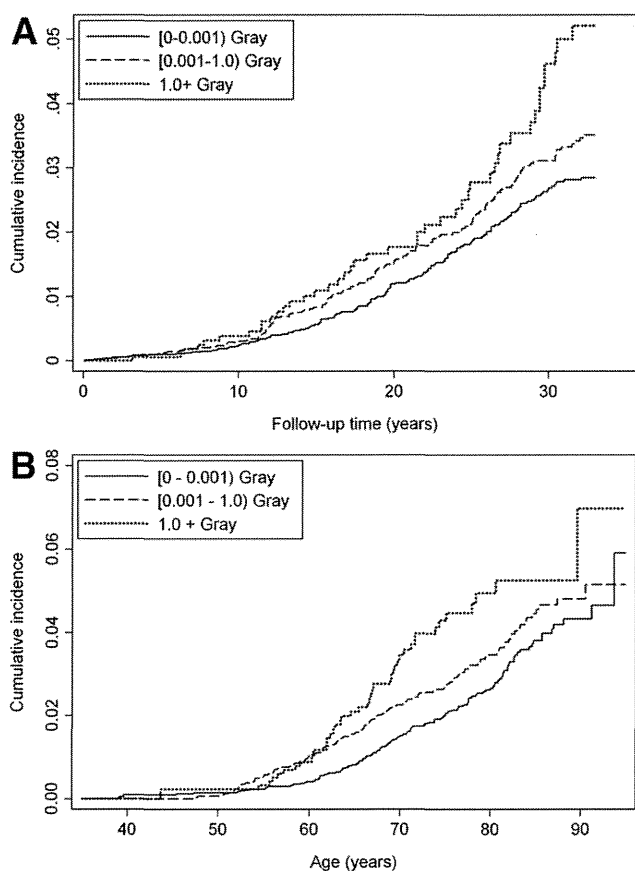 A
[0-0.001) Gray
[0.001-1.0) Gray
1.0+ Gray
Cumulative incidence
.05
.04
.03
.02
.01
0
0
10
20
30
Follow-up time (years)
B
[0 - 0.001) Gray
[0.001 - 1.0) Gray
1.0 + Gray
Cumulative incidence
0.08
0.06
0.04
0.02
0.00
40
50
60
70
80
90
Age (years)